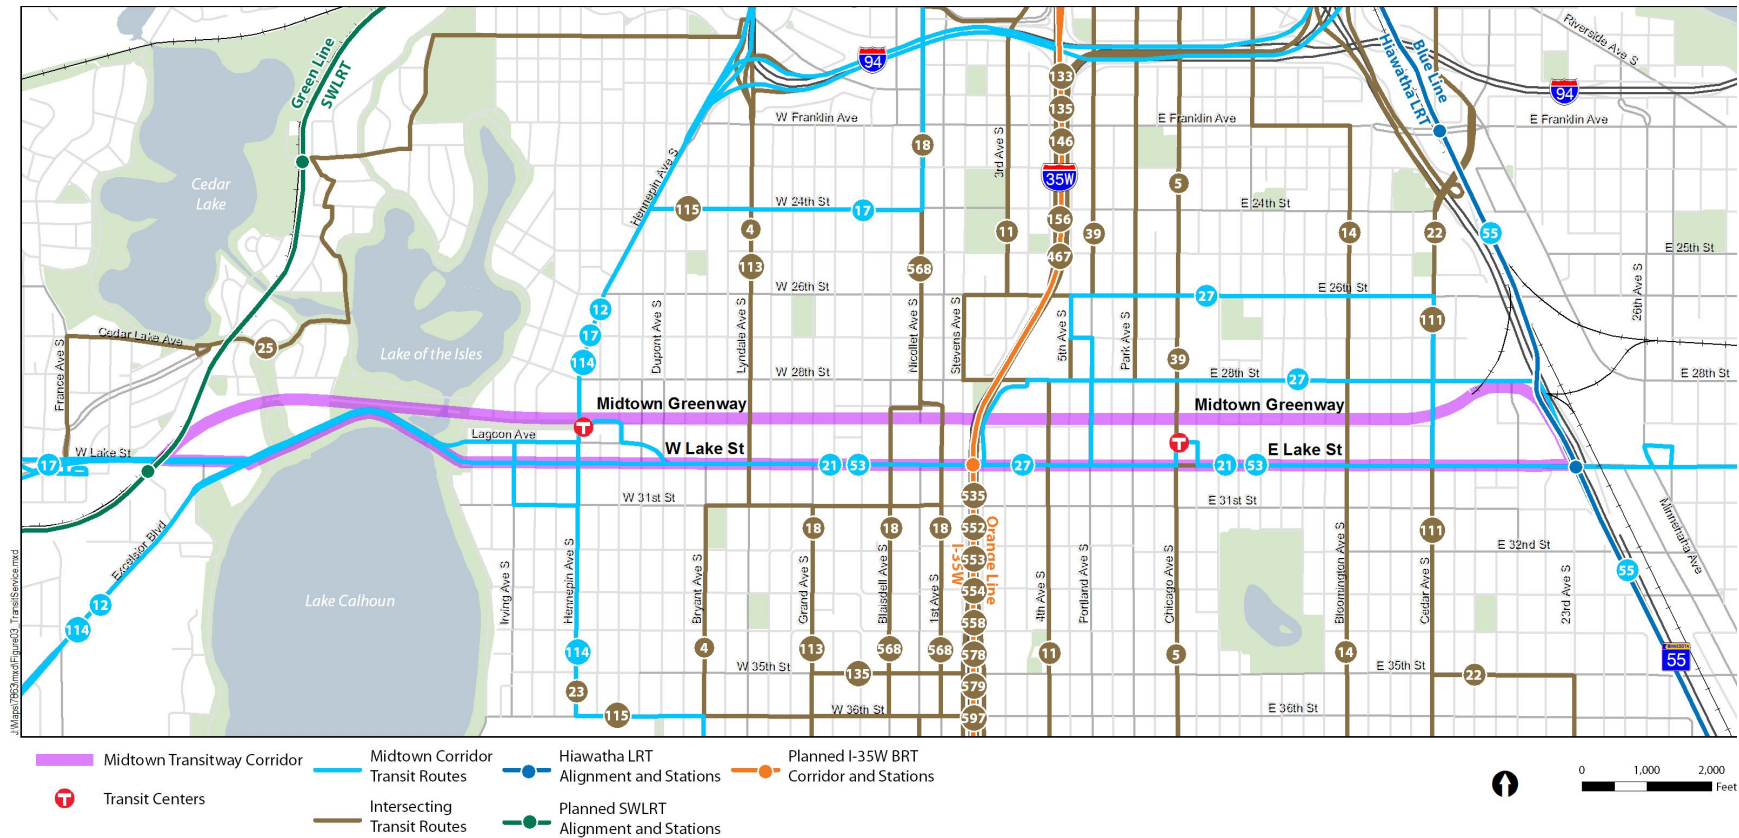 Green Line
SWLRT
94
Blue Line
Hiawatha LRT
Riverside Ave S
94
133
135
146
W Franklin Ave
E Franklin Ave
E Franklin Ave
18
3rd Ave S
35W
5
Cedar
Lake
Hennepin Ave S
115
W 24th St
17
E 24th St
156
4
11
39
14
22
55
E 25th St
113
568
467
26th Ave S
W 26th St
E 26th St
27
12
17
114
Dupont Ave S
Lyndale Ave S
Nicollet Ave S
Stevens Ave S
5th Ave S
Park Ave S
111
Cedar Lake Ave
25
France Ave S
Lake of the Isles
39
W 28th St
E 28th St
27
E 28th St
Midtown Greenway
Midtown Greenway
T
Lagoon Ave
W Lake St
T
E Lake St
W Lake St
17
21
53
27
21
53
W 31st St
535
E 31st St
18
18
18
552
Orange Line
I-35W
553
554
558
578
579
597
111
E 32nd St
Minnehaha Ave
Excelsior Blvd
55
12
114
Lake Calhoun
Irving Ave S
Hennepin Ave S
Bryant Ave S
Grand Ave S
Blaisdell Ave S
1st Ave S
4th Ave S
Portland Ave S
Chicago Ave S
Bloomington Ave S
Cedar Ave S
23rd Ave S
114
4
113
568
568
11
5
14
W 35th St
135
E 35th St
22
MINNESOTA
55
23
115
W 36th St
E 36th St
J:\Maps\7863\mxd\Figure03_TransitService.mxd
Midtown Transitway Corridor
T Transit Centers
Midtown Corridor
Transit Routes
Intersecting
Transit Routes
Hiawatha LRT
Alignment and Stations
Planned SWLRT
Alignment and Stations
Planned I-35W BRT
Corridor and Stations
0 1,000 2,000
Feet